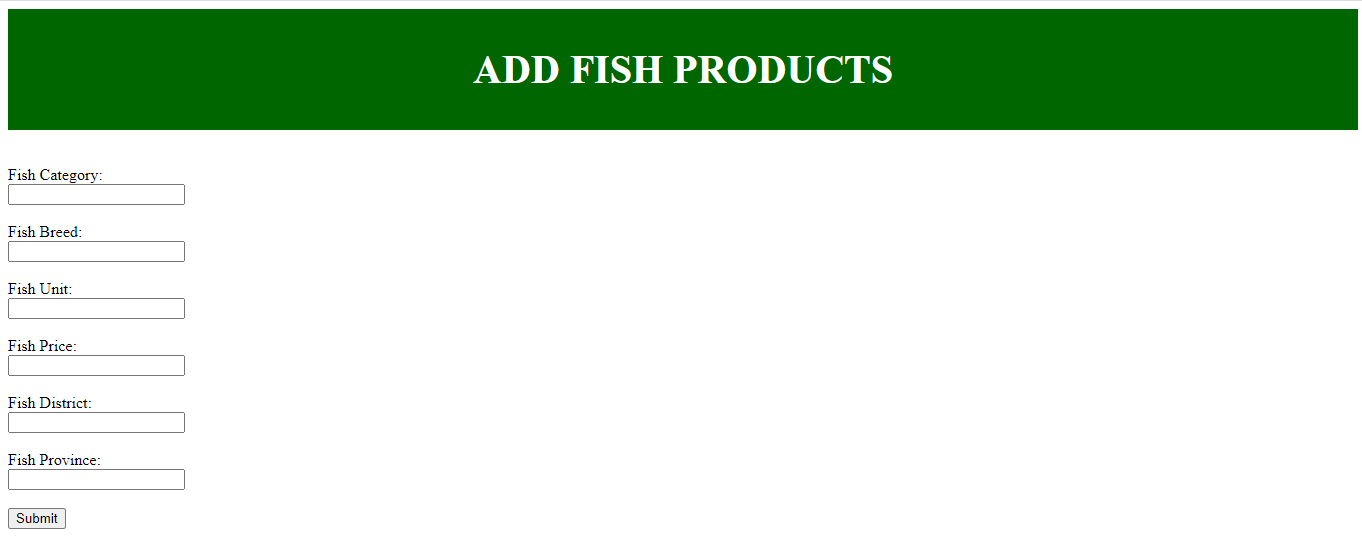 ADD FISH PRODUCTS
Fish Category:
Fish Breed:
Fish Unit:
Fish Price:
Fish District:
Fish Province:
Submit